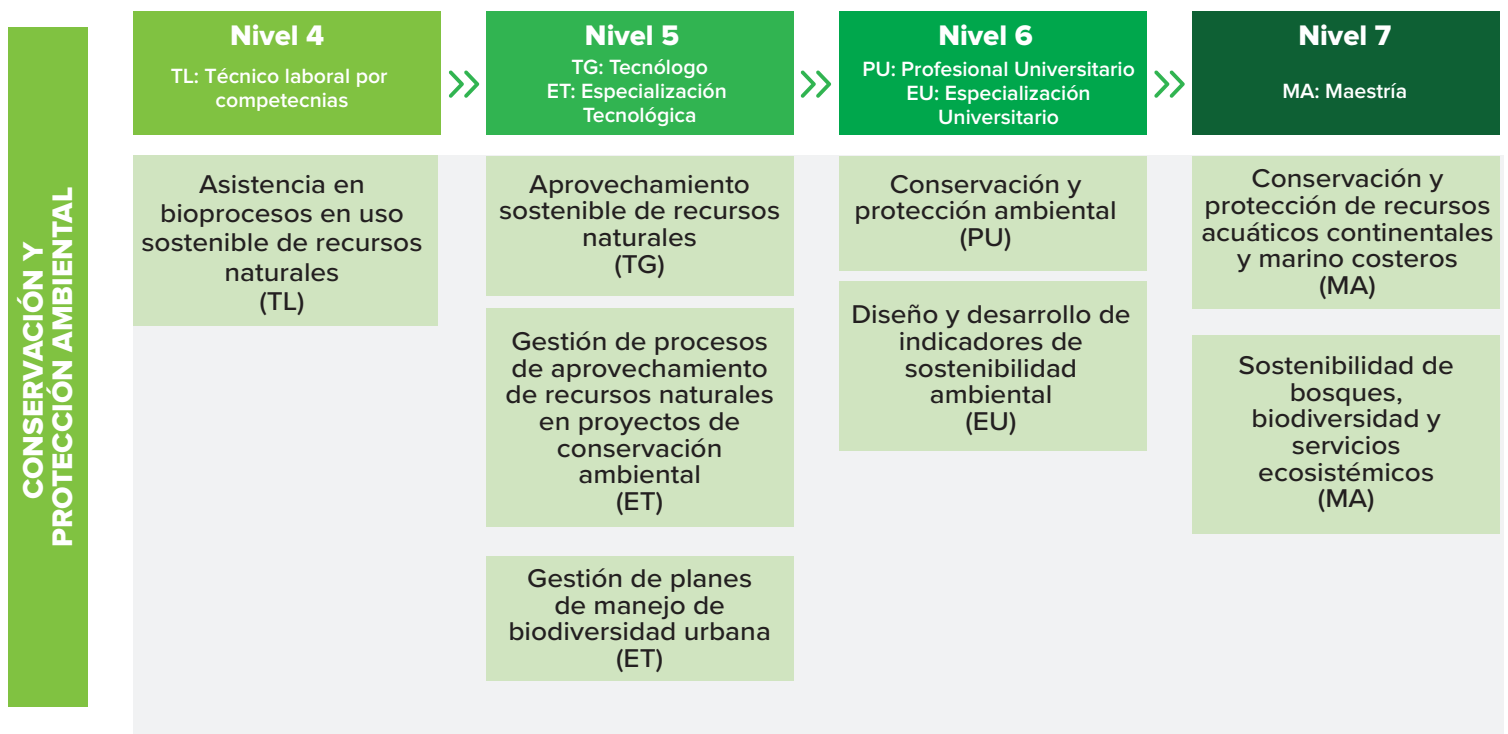 CONSERVACIÓN Y
PROTECCIÓN AMBIENTAL
Nivel 4
TL: Técnico laboral por
competecnias
Nivel 5
TG: Tecnólogo
ET: Especialización
Tecnológica
Nivel 6
PU: Profesional Universitario
EU: Especialización
Universitario
Nivel 7
MA: Maestría
Asistencia en
bioprocesos en uso
sostenible de recursos
naturales
(TL)
Aprovechamiento
sostenible de recursos
naturales
(TG)
Gestión de procesos
de aprovechamiento
de recursos naturales
en proyectos de
conservación
ambiental
(ET)
Gestión de planes
de manejo de
biodiversidad urbana
(ET)
Conservación y
protección ambiental
(PU)
Diseño y desarrollo de
indicadores de
sostenibilidad
ambiental
(EU)
Conservación y
protección de recursos
acuáticos continentales
y marino costeros
(MA)
Sostenibilidad de
bosques,
biodiversidad y
servicios
ecosistémicos
(MA)